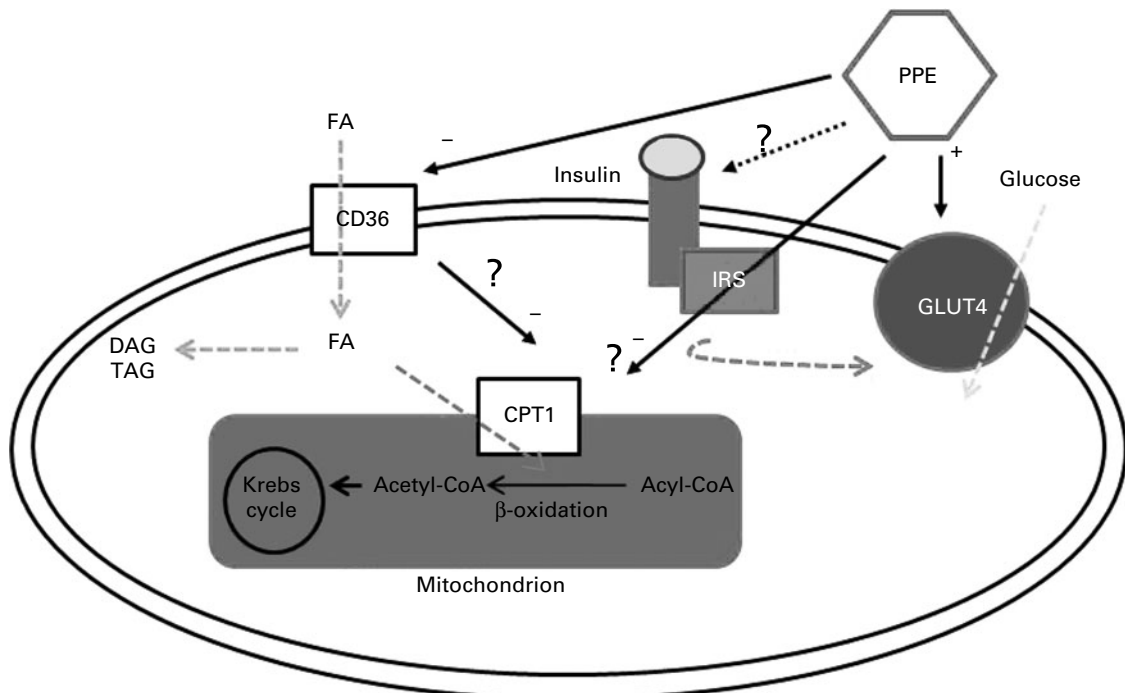 PPE
FA
–
?
+
Insulin
Glucose
CD36
?
IRS
GLUT4
–
DAG
TAG
FA
?
–
CPT1
Krebs
cycle
Acetyl-CoA
Acyl-CoA
β-oxidation
Mitochondrion